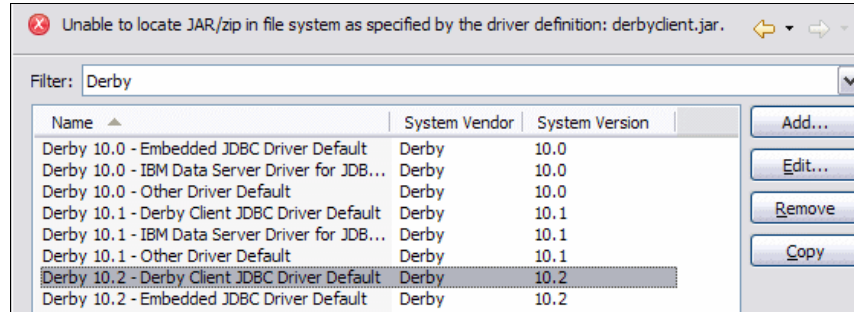 Unable to locate JAR/zip in file system as specified by the driver definition: derbyclient.jar.
Filter: Derby
Name System Vendor System Version
Derby 10.0 - Embedded JDBC Driver Default Derby 10.0
Derby 10.0 - IBM Data Server Driver for JDB... Derby 10.0
Derby 10.0 - Other Driver Default Derby 10.0
Derby 10.1 - Derby Client JDBC Driver Default Derby 10.1
Derby 10.1 - IBM Data Server Driver for JDB... Derby 10.1
Derby 10.1 - Other Driver Default Derby 10.1
Derby 10.2 - Derby Client JDBC Driver Default Derby 10.2
Derby 10.2 - Embedded JDBC Driver Default Derby 10.2
Add...
Edit...
Remove
Copy